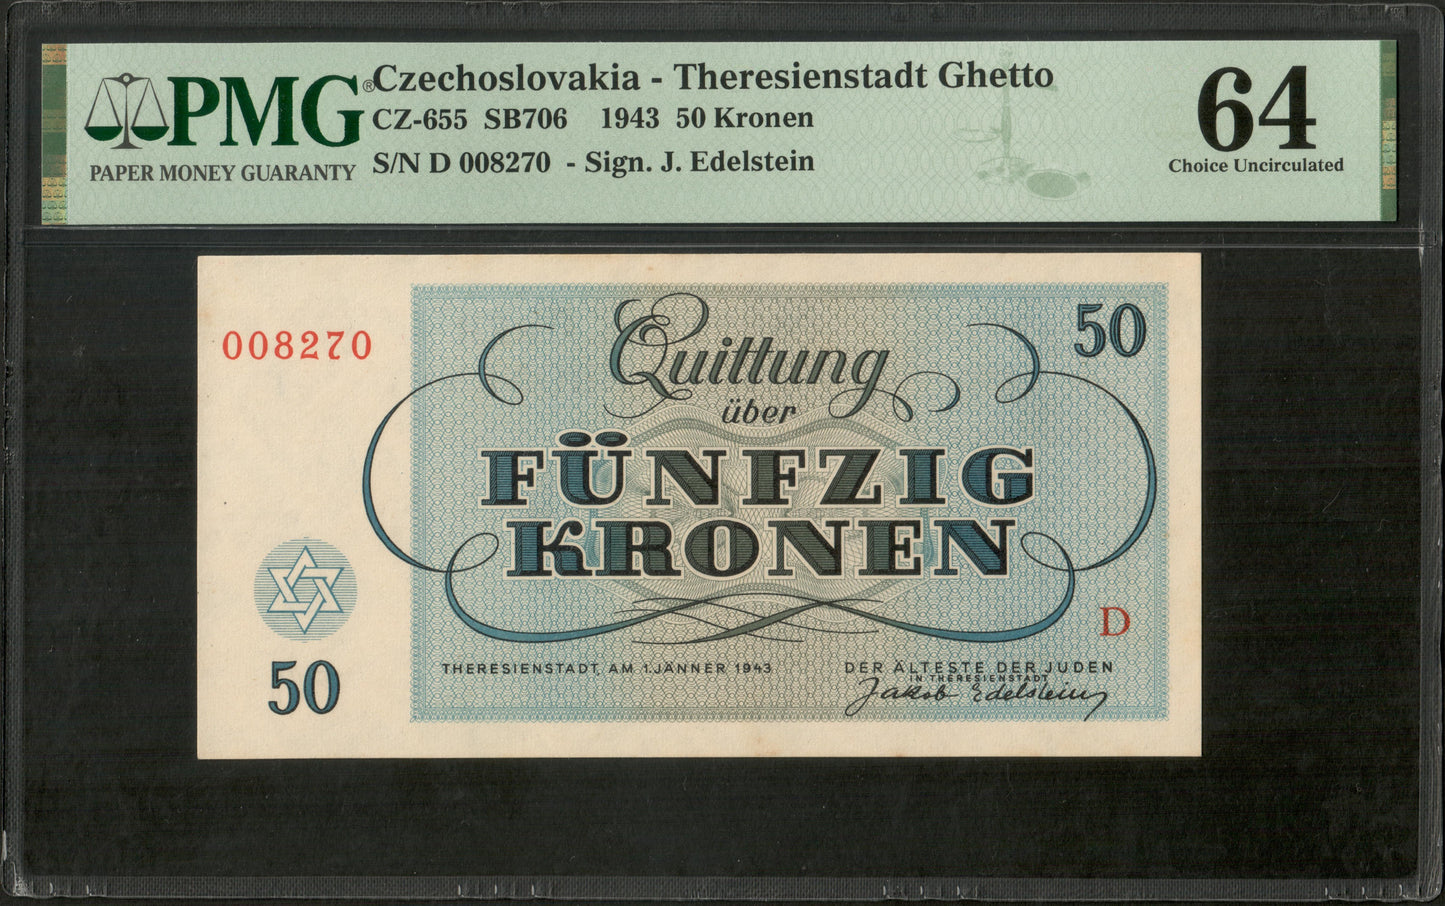 PMG®
PAPER MONEY GUARANTY
Czechoslovakia - Theresienstadt Ghetto
CZ-655 SB706 1943 50 Kronen
S/N D 008270 - Sign. J. Edelstein
64
Choice Uncirculated
008270
50
Quittung
über
FÜNFZIG
KRONEN
D
50
THERESIENSTADT, AM 1. JÄNNER 1943
DER ÄLTESTE DER JUDEN
IN THERESIENSTADT
Jakob Edelstein